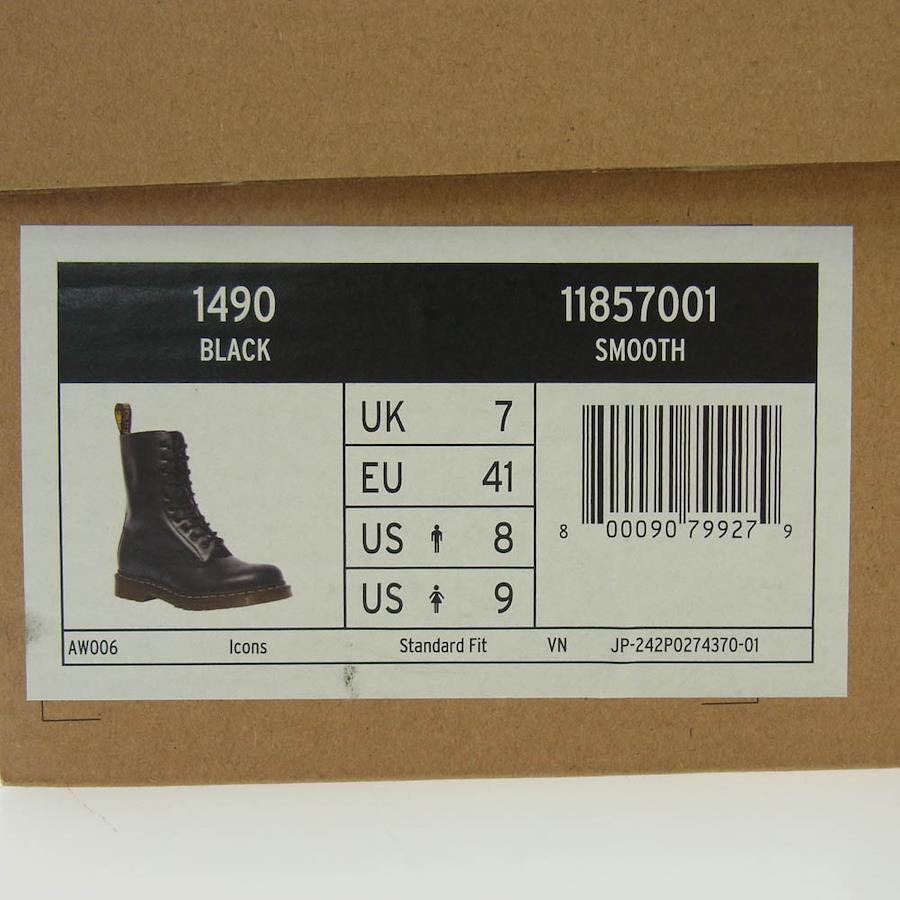 1490
BLACK
11857001
SMOOTH
UK 7
EU 41
US 8
US 9
8 00090 79927 9
AW006 Icons Standard Fit VN JP-242P0274370-01